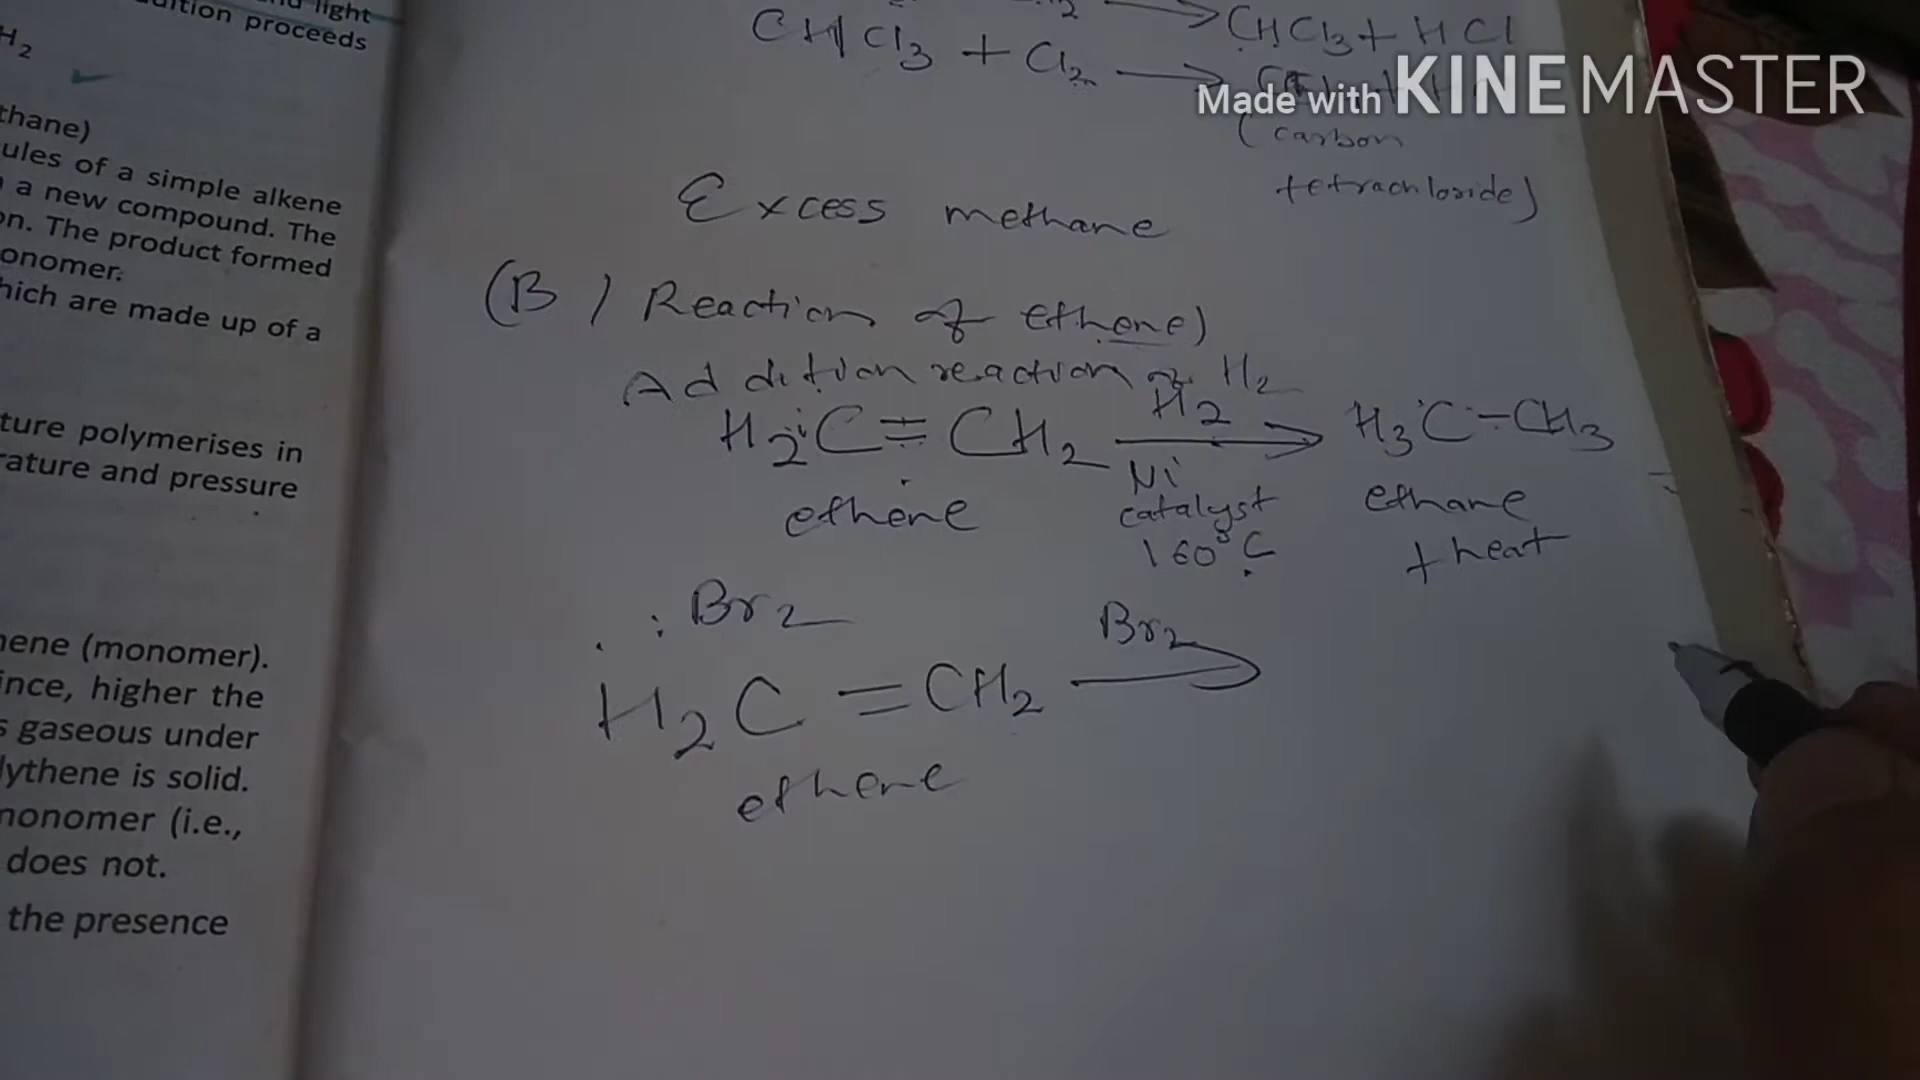 light
dition proceeds
H2
thane)
ules of a simple alkene
a new compound. The
on. The product formed
onomer.
hich are made up of a
ture polymerises in
rature and pressure
nene (monomer).
ince, higher the
s gaseous under
lythene is solid.
nonomer (i.e.,
does not.
the presence
CHCl3 + HCl
CHCl3 + Cl2 →
Made with KINEMASTER
(carbon
tetrachloride)
Excess methane
(B) Reaction of ethene)
Addition reaction of H2
H2C=CH2 H2 → H3C-CH3
Ni
ethene catalyst ethane
160°C + heat
: Br2
H2C=CH2 Br2 →
ethene